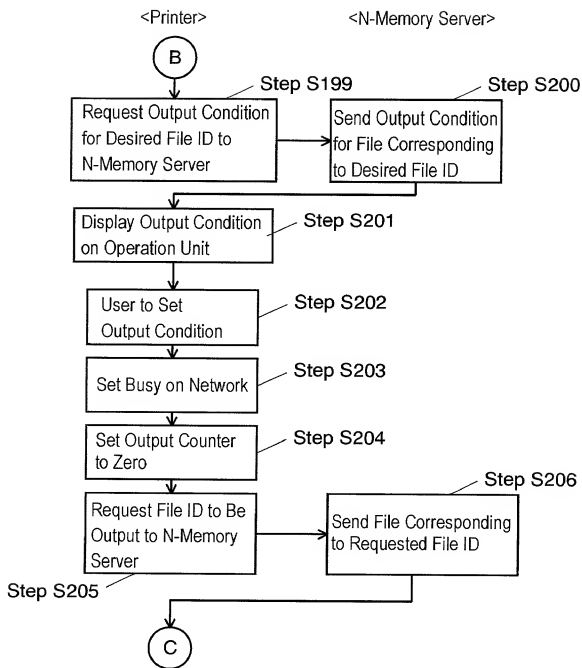 <Printer>
<N-Memory Server>
B
Step S199
Step S200
Request Output Condition
for Desired File ID to
N-Memory Server
Send Output Condition
for File Corresponding
to Desired File ID
Display Output Condition
on Operation Unit
Step S201
User to Set
Output Condition
Step S202
Set Busy on Network
Step S203
Set Output Counter
to Zero
Step S204
Request File ID to Be
Output to N-Memory
Server
Step S205
Step S206
Send File Corresponding
to Requested File ID
C